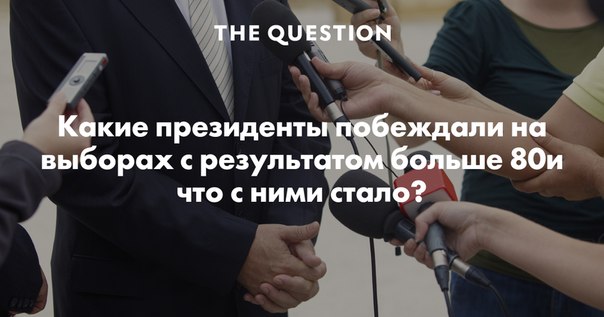 THE QUESTION
Какие президенты побеждали на
выборах с результатом больше 80и
что с ними стало?